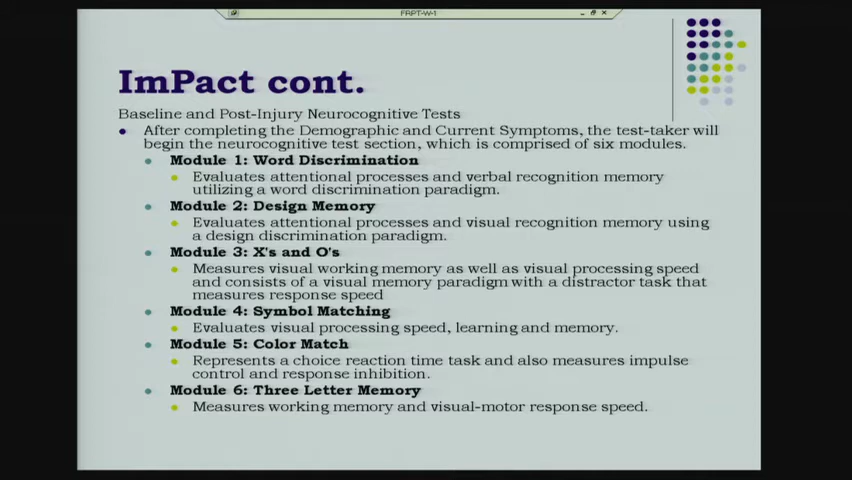 FRPT-W-1
ImPact cont.
Baseline and Post-Injury Neurocognitive Tests
After completing the Demographic and Current Symptoms, the test-taker will
begin the neurocognitive test section, which is comprised of six modules.
Module 1: Word Discrimination
Evaluates attentional processes and verbal recognition memory
utilizing a word discrimination paradigm.
Module 2: Design Memory
Evaluates attentional processes and visual recognition memory using
a design discrimination paradigm.
Module 3: X's and O's
Measures visual working memory as well as visual processing speed
and consists of a visual memory paradigm with a distractor task that
measures response speed
Module 4: Symbol Matching
Evaluates visual processing speed, learning and memory.
Module 5: Color Match
Represents a choice reaction time task and also measures impulse
control and response inhibition.
Module 6: Three Letter Memory
Measures working memory and visual-motor response speed.